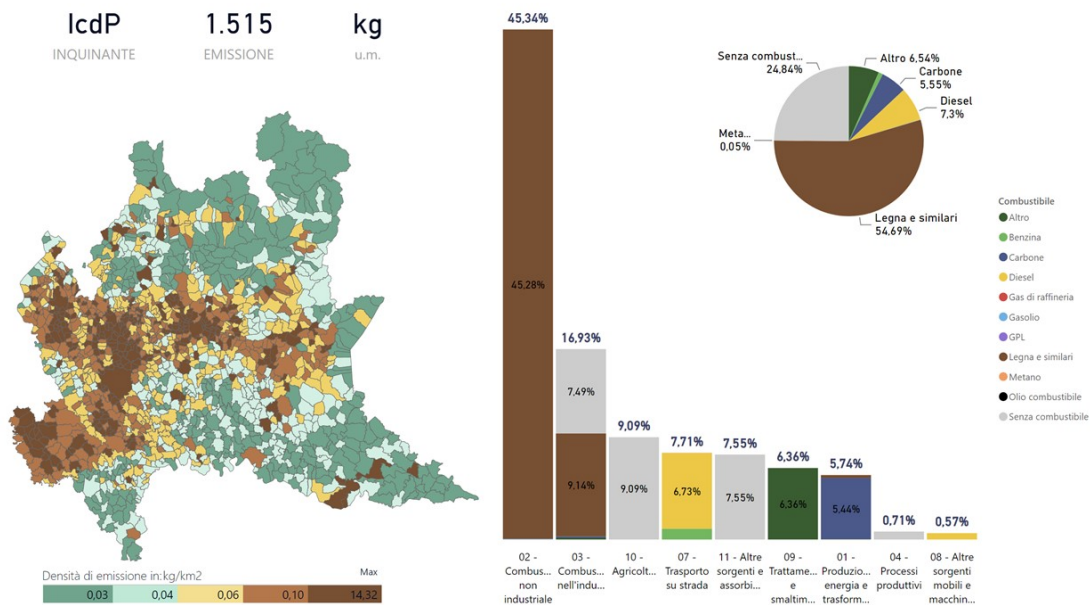 IcdP 1.515 kg
INQUINANTE EMISSIONE u.m.
Densità di emissione in:kg/km2 Max
0,03 0,04 0,06 0,10 14,32
45,34%
45,28%
16,93%
7,49%
9,14%
9,09%
9,09%
7,71%
6,73%
7,55%
7,55%
6,36%
6,36%
5,74%
5,44%
0,71%
0,57%
02 -
Combus...
non
industriale
03 -
Combus...
nell'indu...
10 -
Agricolt...
07 -
Trasporto
su strada
11 - Altre
sorgenti e
assorbi...
09 -
Trattame...
e
smaltim...
01 -
Produzio...
energia e
trasform...
04 -
Processi
produttivi
08 - Altre
sorgenti
mobili e
macchin...
Senza combust...
24,84%
Altro 6,54%
Carbone
5,55%
Diesel
7,3%
Meta...
0,05%
Legna e similari
54,69%
Combustibile
Altro
Benzina
Carbone
Diesel
Gas di raffineria
Gasolio
GPL
Legna e similari
Metano
Olio combustibile
Senza combustibile